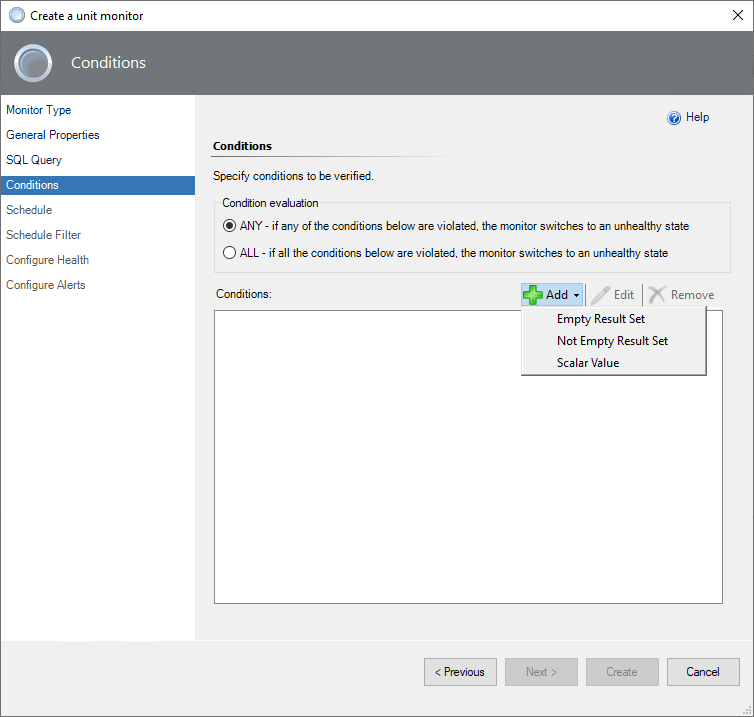 Create a unit monitor
Conditions
Monitor Type
General Properties
SQL Query
Conditions
Schedule
Schedule Filter
Configure Health
Configure Alerts
Help
Conditions
Specify conditions to be verified.
Condition evaluation
ANY - if any of the conditions below are violated, the monitor switches to an unhealthy state
ALL - if all the conditions below are violated, the monitor switches to an unhealthy state
Conditions:
Add
Edit
Remove
Empty Result Set
Not Empty Result Set
Scalar Value
< Previous
Next >
Create
Cancel